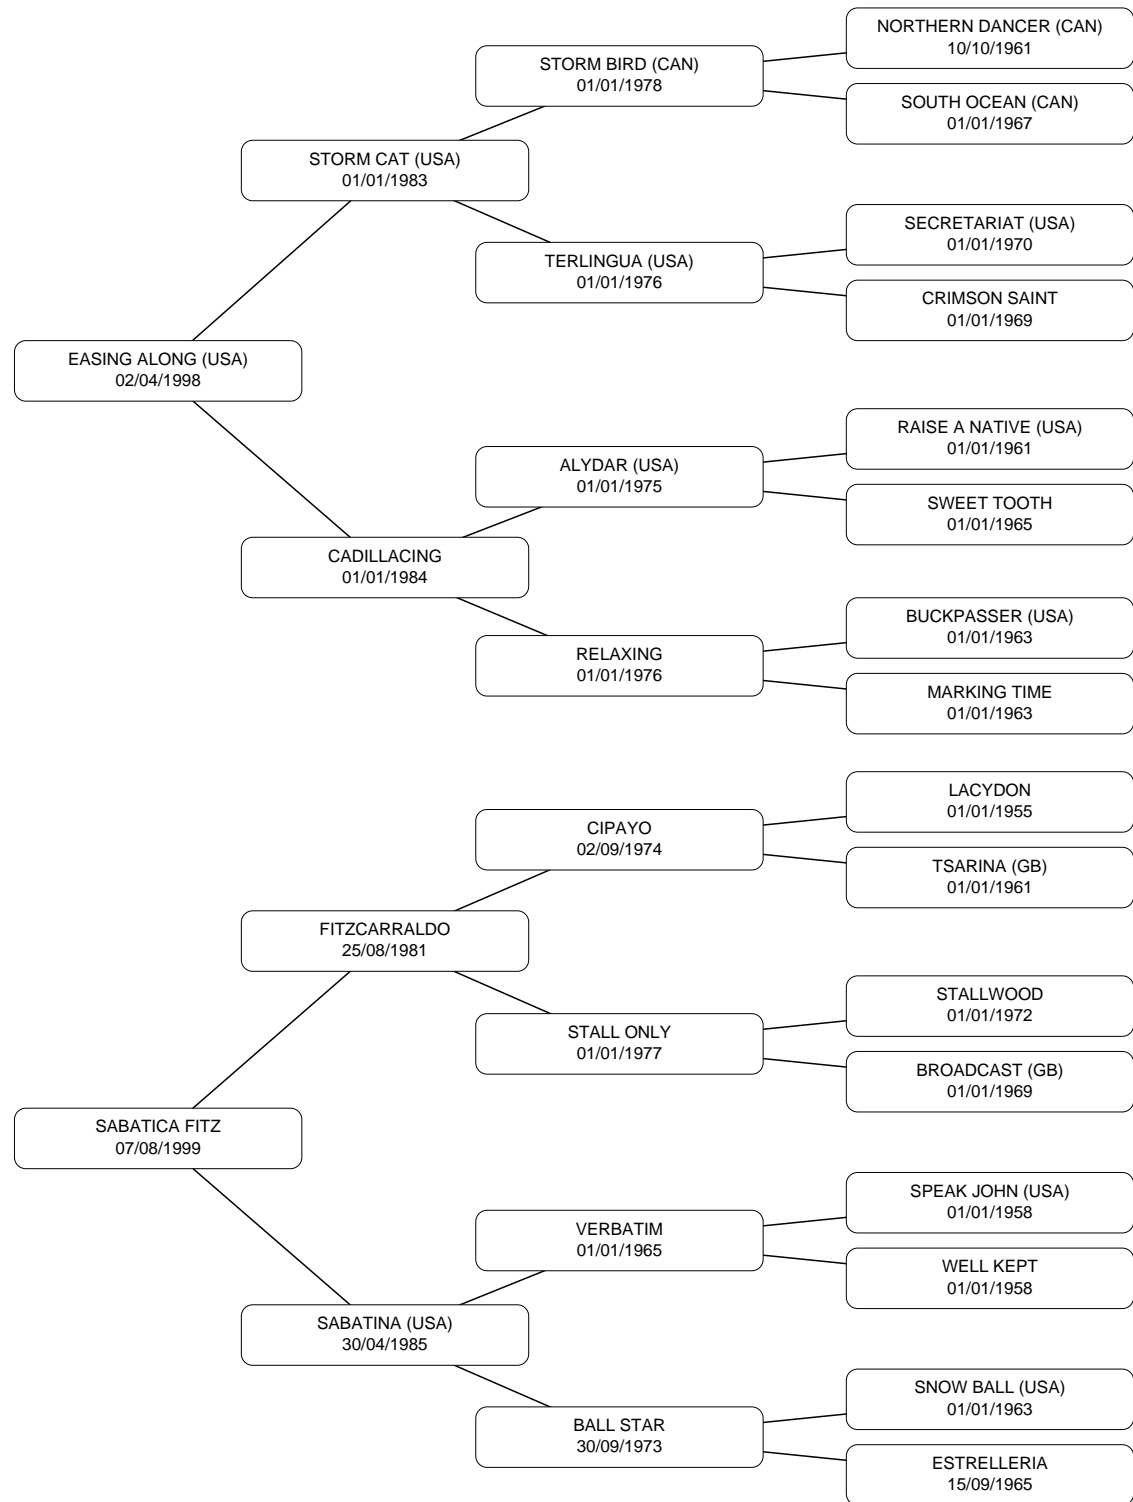 NORTHERN DANCER (CAN)
10/10/1961
STORM BIRD (CAN)
01/01/1978
SOUTH OCEAN (CAN)
01/01/1967
STORM CAT (USA)
01/01/1983
SECRETARIAT (USA)
01/01/1970
TERLINGUA (USA)
01/01/1976
CRIMSON SAINT
01/01/1969
EASING ALONG (USA)
02/04/1998
RAISE A NATIVE (USA)
01/01/1961
ALYDAR (USA)
01/01/1975
SWEET TOOTH
01/01/1965
CADILLACING
01/01/1984
BUCKPASSER (USA)
01/01/1963
RELAXING
01/01/1976
MARKING TIME
01/01/1963
LACYDON
01/01/1955
CIPAYO
02/09/1974
TSARINA (GB)
01/01/1961
FITZCARRALDO
25/08/1981
STALLWOOD
01/01/1972
STALL ONLY
01/01/1977
BROADCAST (GB)
01/01/1969
SABATICA FITZ
07/08/1999
SPEAK JOHN (USA)
01/01/1958
VERBATIM
01/01/1965
WELL KEPT
01/01/1958
SABATINA (USA)
30/04/1985
SNOW BALL (USA)
01/01/1963
BALL STAR
30/09/1973
ESTRELLERIA
15/09/1965